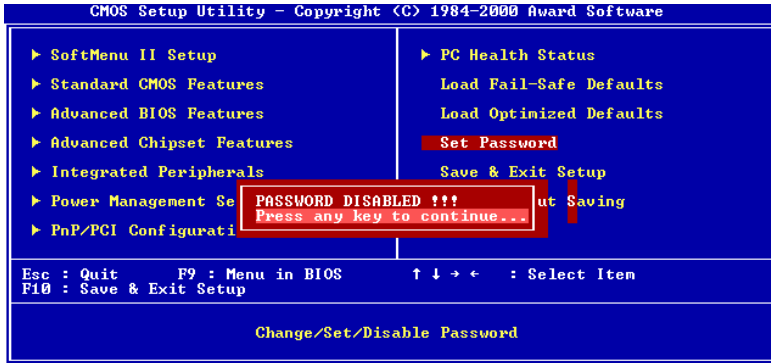 CMOS Setup Utility - Copyright (C) 1984-2000 Award Software
SoftMenu II Setup
Standard CMOS Features
Advanced BIOS Features
Advanced Chipset Features
Integrated Peripherals
Power Management Se
PnP/PCI Configurati
PC Health Status
Load Fail-Safe Defaults
Load Optimized Defaults
Set Password
Save & Exit Setup
ut Saving
PASSWORD DISABLED !!!
Press any key to continue...
Esc : Quit F9 : Menu in BIOS ↑ ↓ → ← : Select Item
F10 : Save & Exit Setup
Change/Set/Disable Password